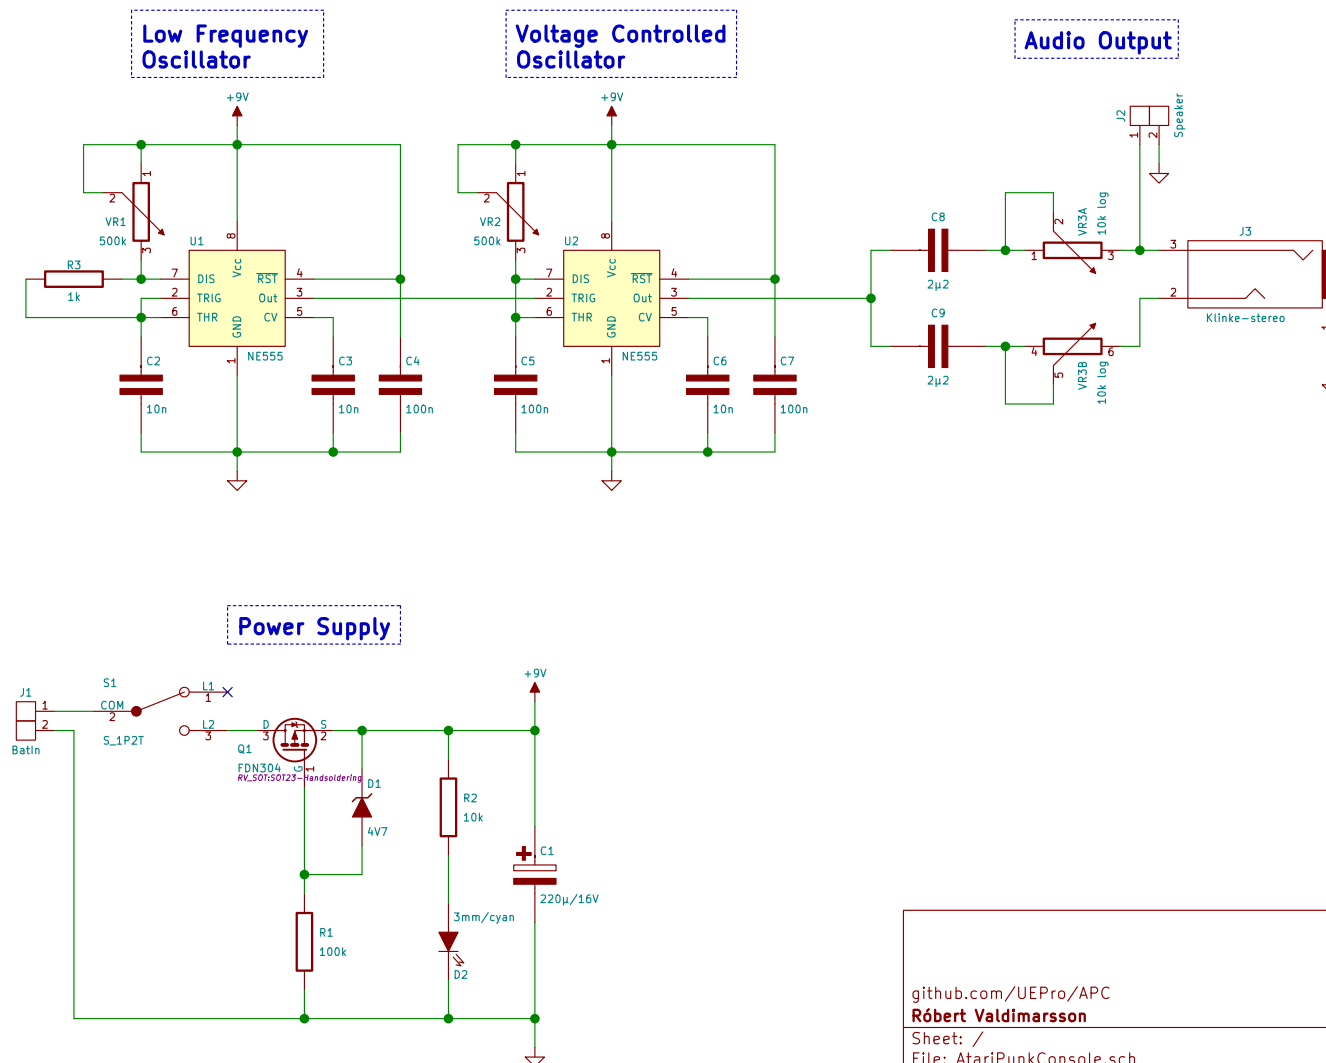 Low Frequency
Oscillator
Voltage Controlled
Oscillator
Audio Output
+9V
+9V
J2
1
2
Speaker
1
2
VR1
500k
3
8
U1
Vcc
7
DIS
RST
4
2
TRIG
Out
3
6
THR
CV
5
GND
1
NE555
R3
1k
C2
10n
C3
10n
C4
100n
1
2
VR2
500k
3
8
U2
Vcc
7
DIS
RST
4
2
TRIG
Out
3
6
THR
CV
5
GND
1
NE555
C5
100n
C6
10n
C7
100n
C8
2µ2
C9
2µ2
2
VR3A
10k log
1
3
4
6
5
VR3B
10k log
J3
3
2
Klinke-stereo
Power Supply
J1
1
2
BatIn
S1
COM
2
L1
1
L2
3
S_1P2T
D
3
S
2
Q1
G
1
FDN304
RV_SOT:SOT23-Handsoldering
D1
4V7
R2
10k
+9V
C1
220µ/16V
3mm/cyan
D2
R1
100k
github.com/UEPro/APC
Róbert Valdimarsson
Sheet: /
File: AtariPunkConsole.sch